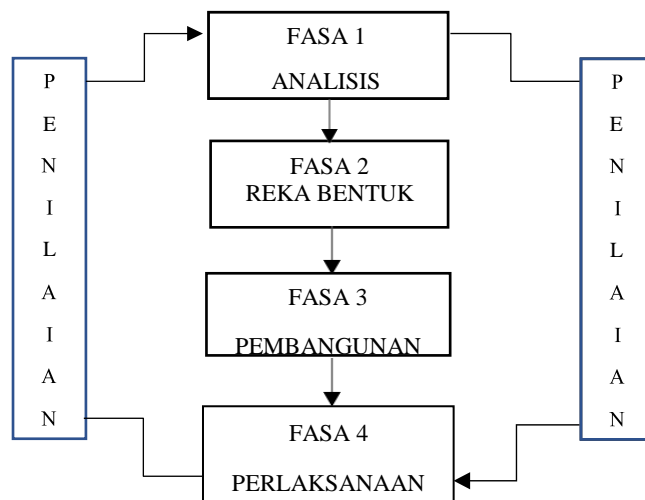 FASA 1
ANALISIS
FASA 2
REKA BENTUK
FASA 3
PEMBANGUNAN
FASA 4
PERLAKSANAAN
P
E
N
I
L
A
I
A
N
P
E
N
I
L
A
I
A
N